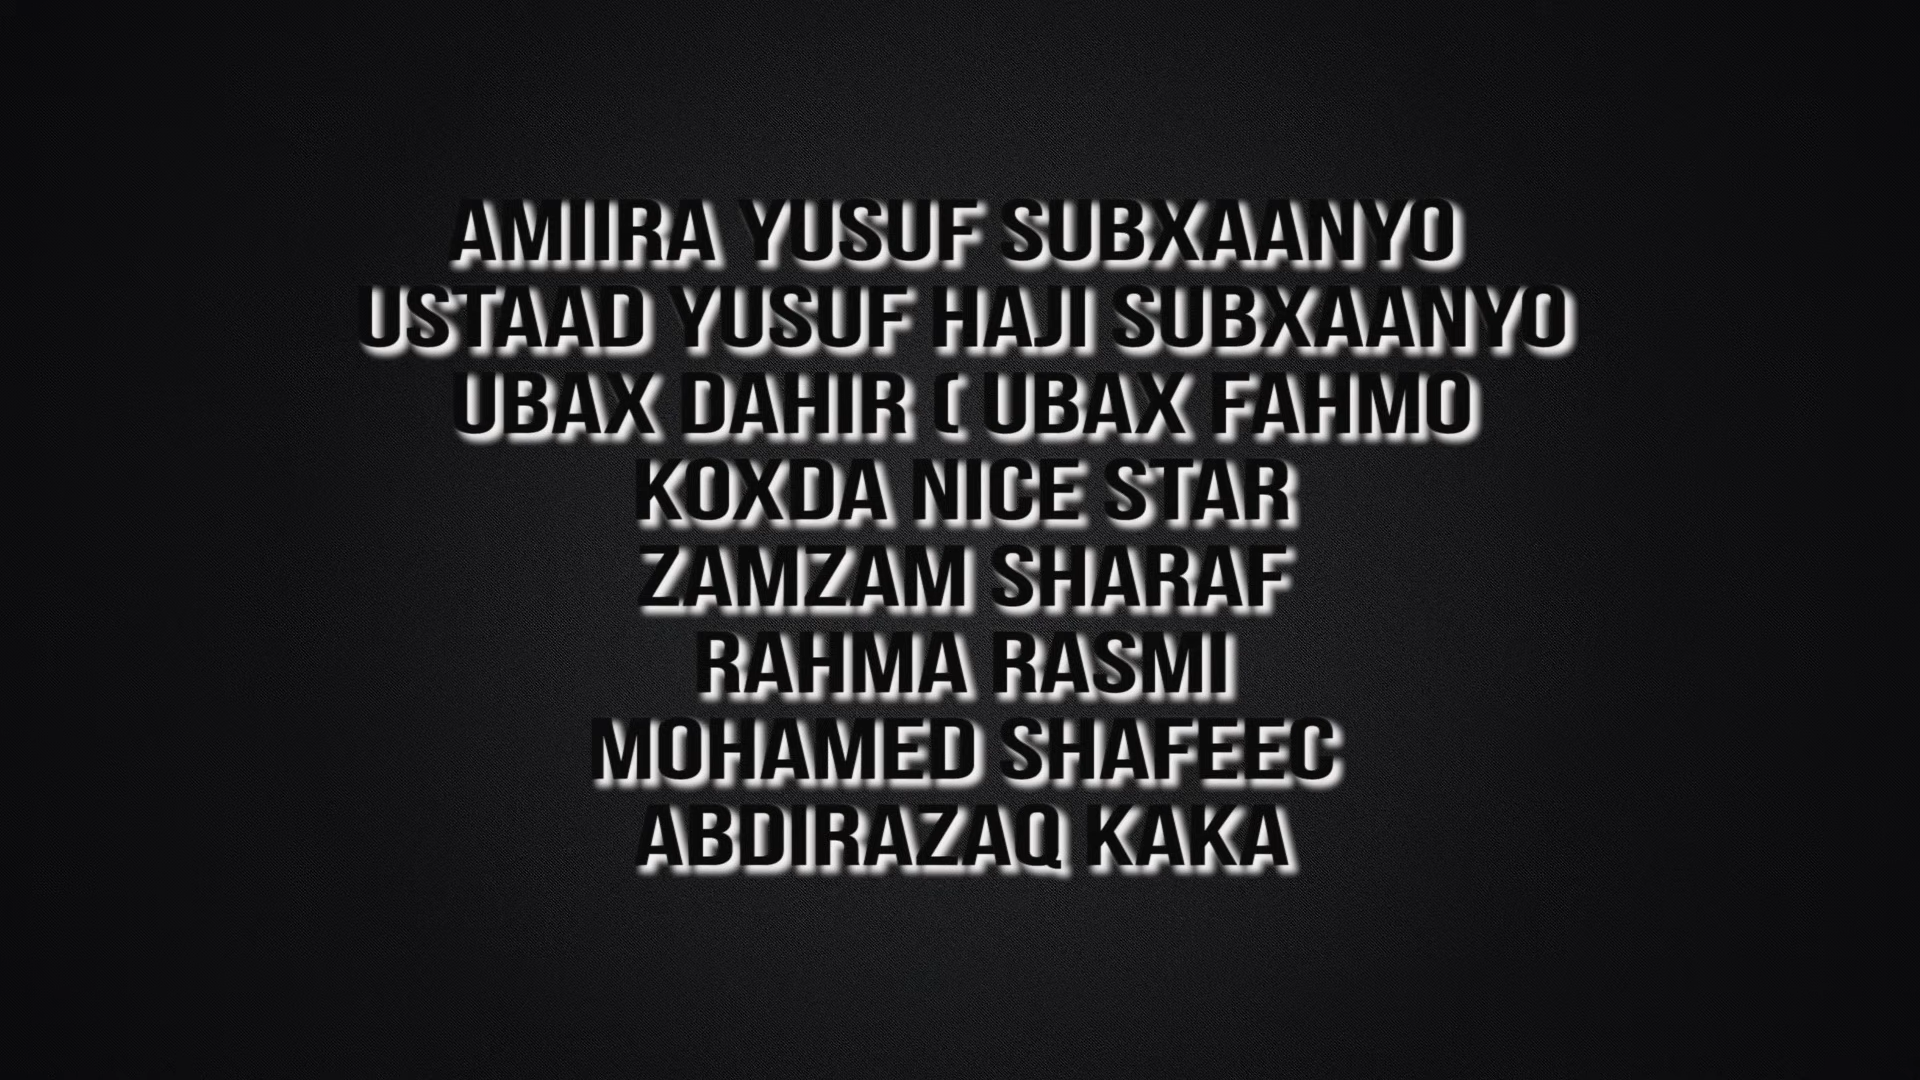 AMIIRA YUSUF SUBXAANYO
USTAAD YUSUF HAJI SUBXAANYO
UBAX DAHIR ( UBAX FAHMO
KOXDA NICE STAR
ZAMZAM SHARAF
RAHMA RASMI
MOHAMED SHAFEEC
ABDIRAZAQ KAKA